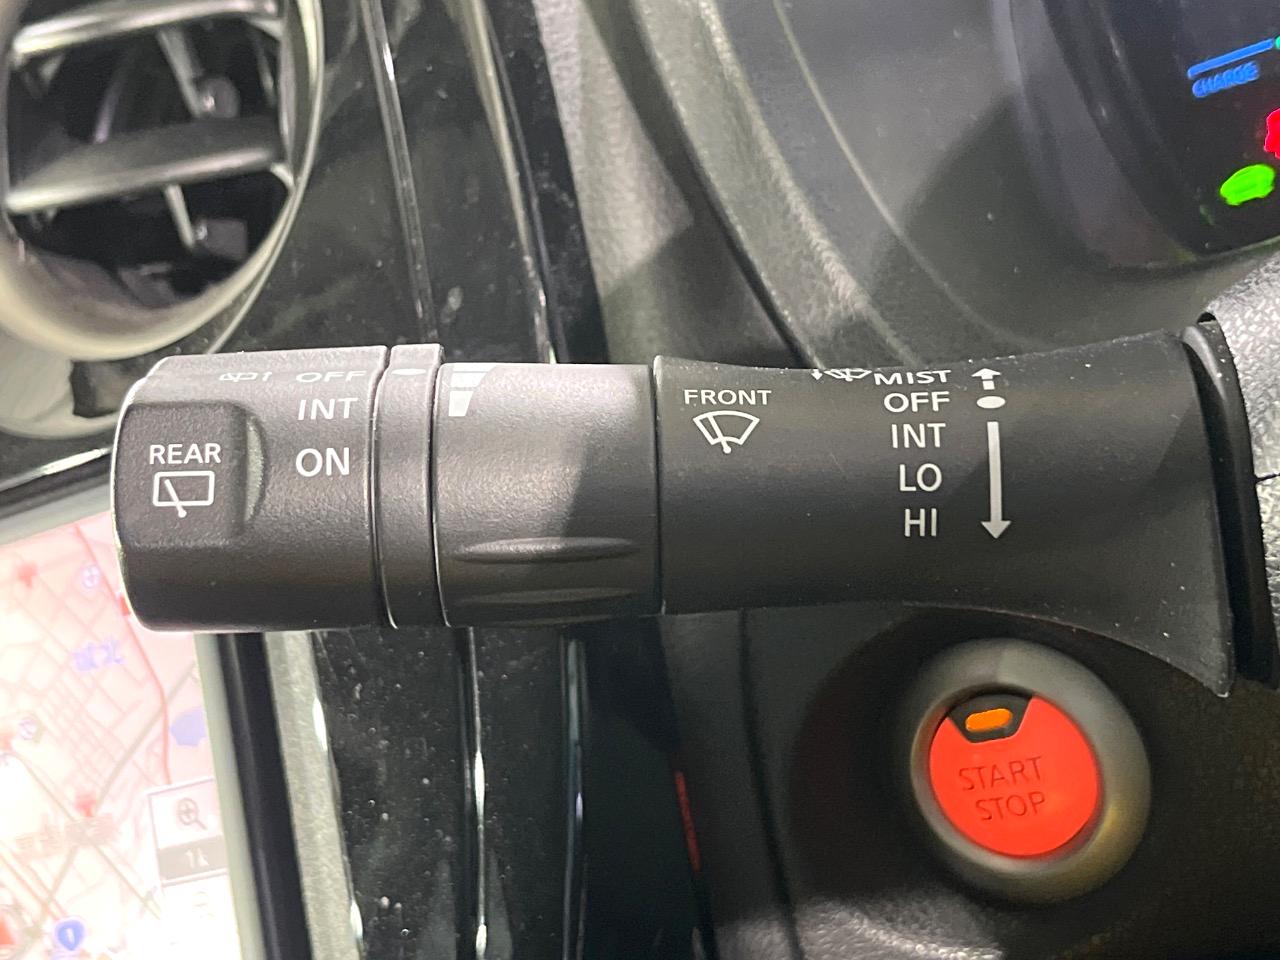 CHARGE
OFF
INT
ON
REAR
FRONT
MIST
OFF
INT
LO
HI
START
STOP